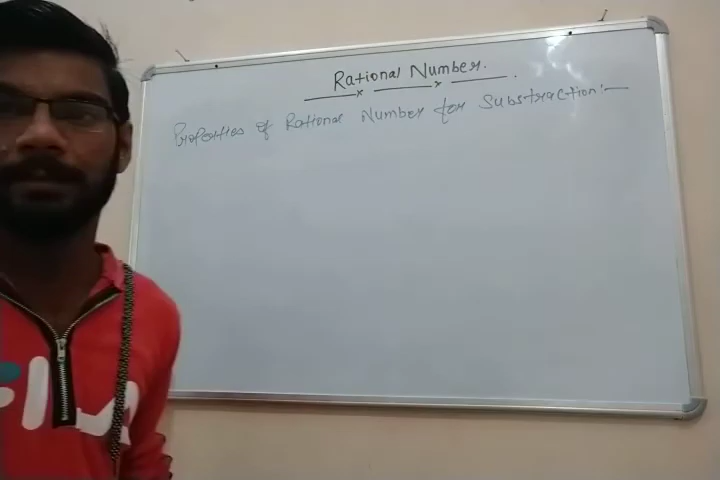 Rational Number.
Properties of Rational Number for Substraction:—